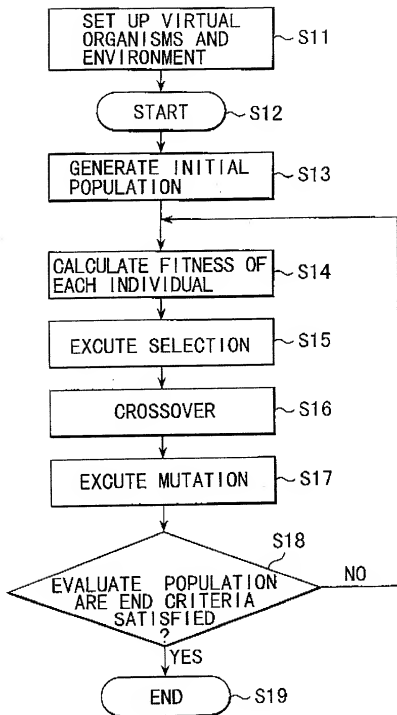 SET UP VIRTUAL
ORGANISMS AND
ENVIRONMENT
S11
START
S12
GENERATE INITIAL
POPULATION
S13
CALCULATE FITNESS OF
EACH INDIVIDUAL
S14
EXCUTE SELECTION
S15
CROSSOVER
S16
EXCUTE MUTATION
S17
S18
EVALUATE POPULATION
ARE END CRITERIA
SATISFIED
?
NO
YES
END
S19